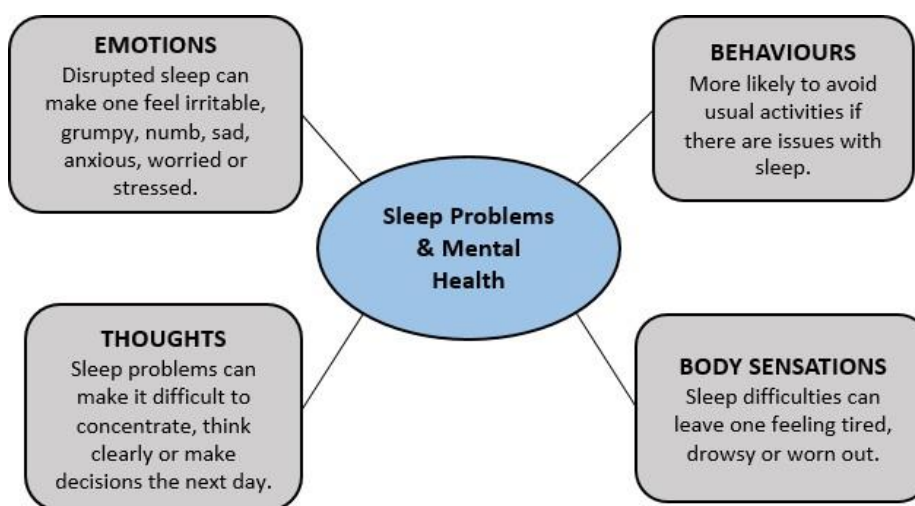 EMOTIONS
Disrupted sleep can
make one feel irritable,
grumpy, numb, sad,
anxious, worried or
stressed.
BEHAVIOURS
More likely to avoid
usual activities if
there are issues with
sleep.
Sleep Problems
& Mental
Health
THOUGHTS
Sleep problems can
make it difficult to
concentrate, think
clearly or make
decisions the next day.
BODY SENSATIONS
Sleep difficulties can
leave one feeling tired,
drowsy or worn out.